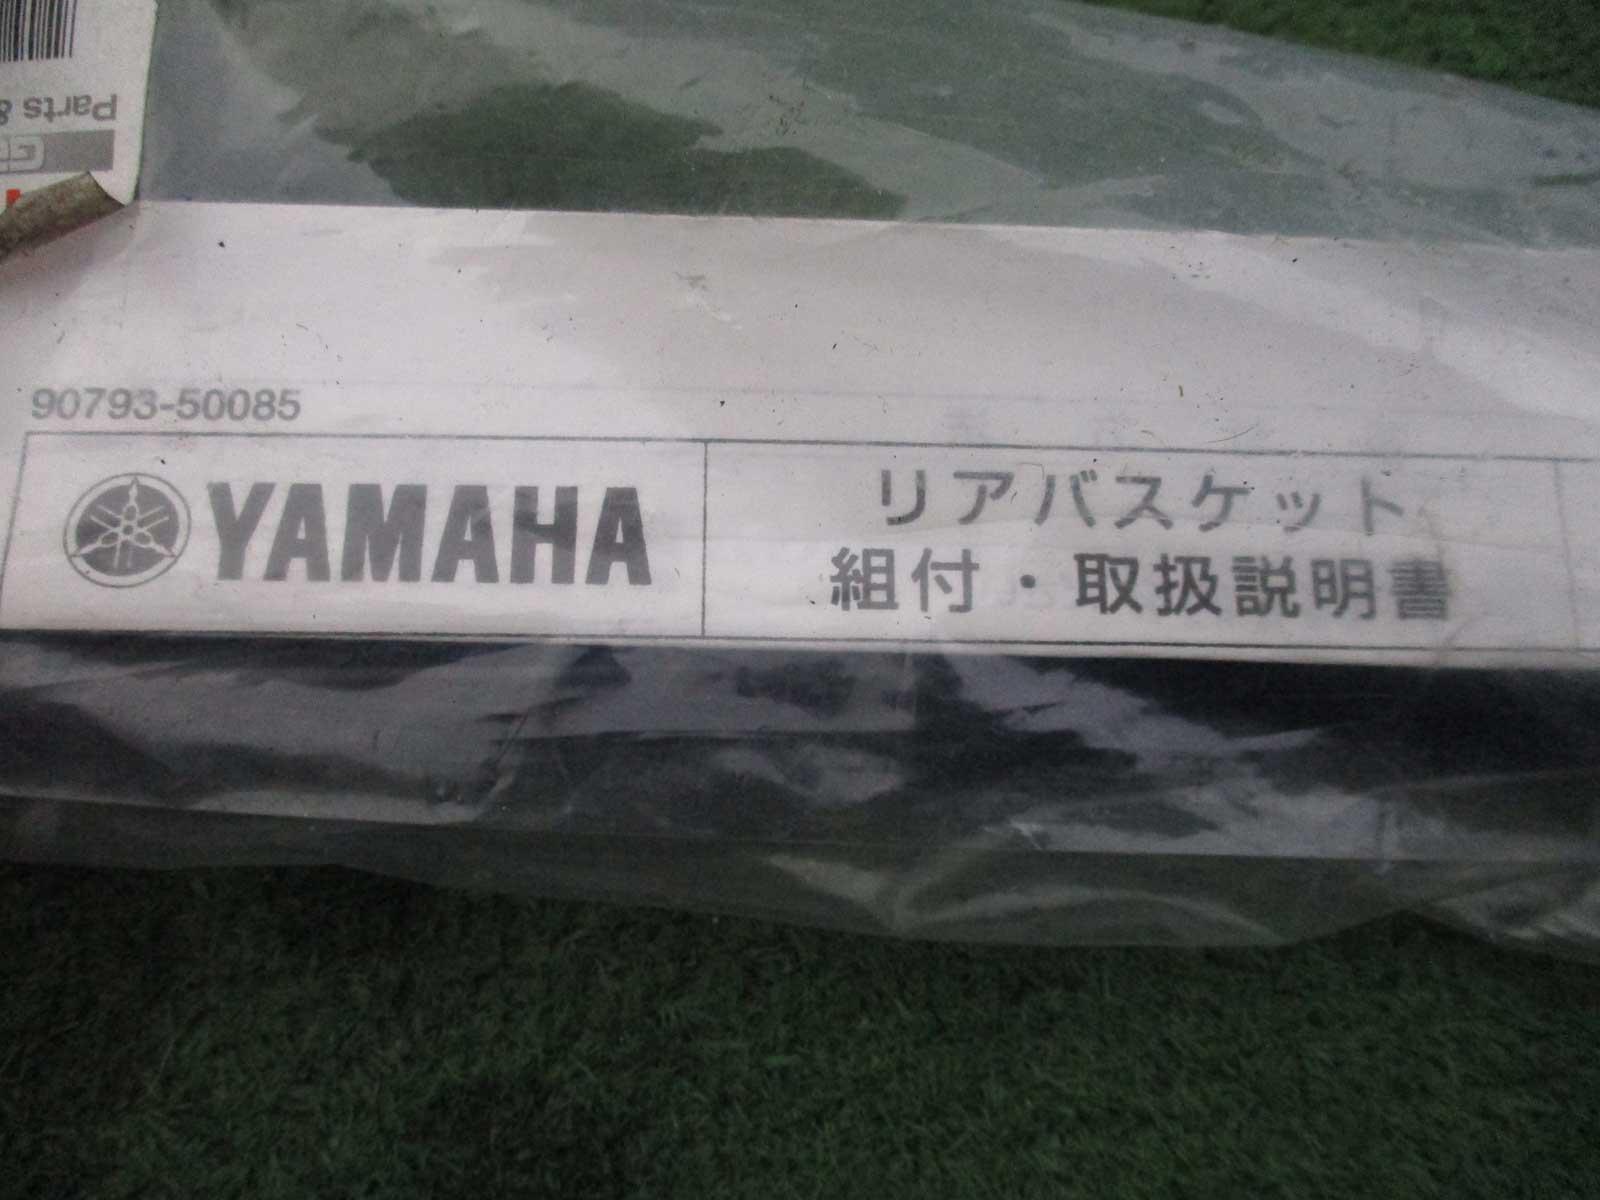 Parts &
90793-50085
YAMAHA
リアバスケット
組付・取扱説明書